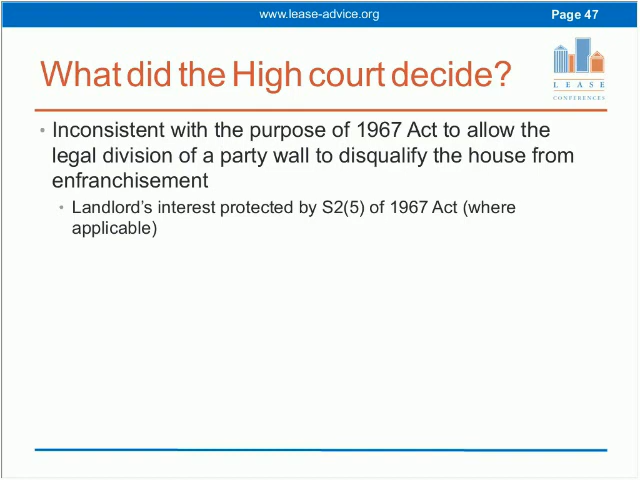 www.lease-advice.org
Page 47
What did the High court decide?
L E A S E
CONFERENCES
• Inconsistent with the purpose of 1967 Act to allow the
legal division of a party wall to disqualify the house from
enfranchisement
• Landlord's interest protected by S2(5) of 1967 Act (where
applicable)